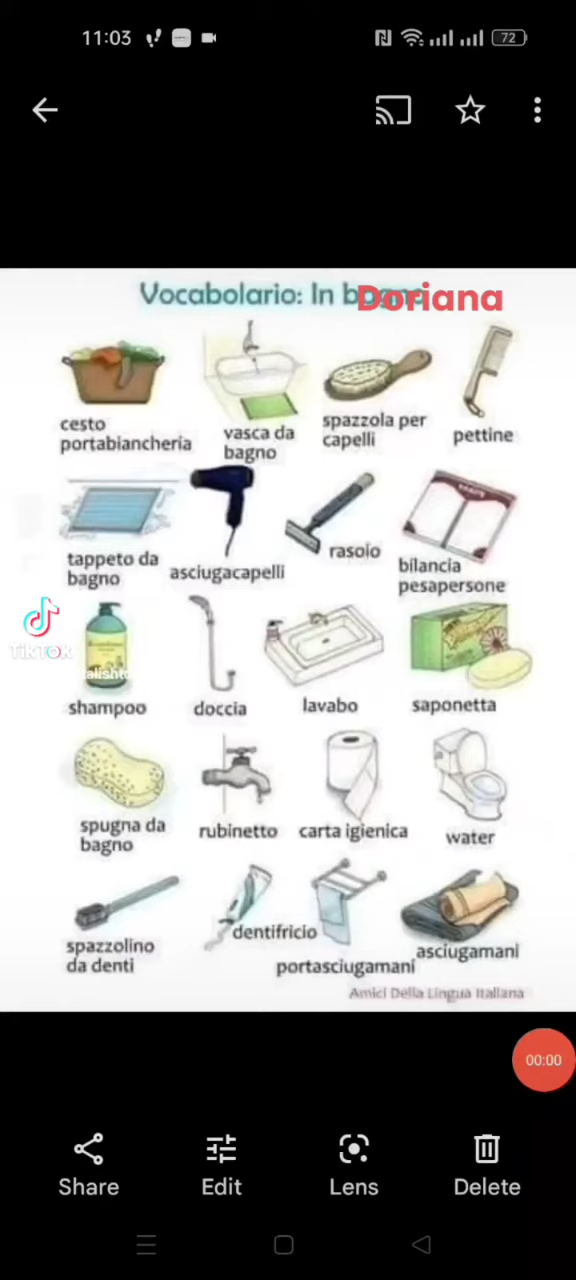 11:03
72
Vocabolario: In bagno
Doriana
cesto
portabiancheria
vasca da
bagno
spazzola per
capelli
pettine
tappeto da
bagno
asciugacapelli
rasoio
bilancia
pesapersone
TikTok
shampoo
doccia
lavabo
saponetta
spugna da
bagno
rubinetto
carta igienica
water
spazzolino
da denti
dentifricio
portasciugamani
asciugamani
Amici Della Lingua Italiana
00:00
Share
Edit
Lens
Delete